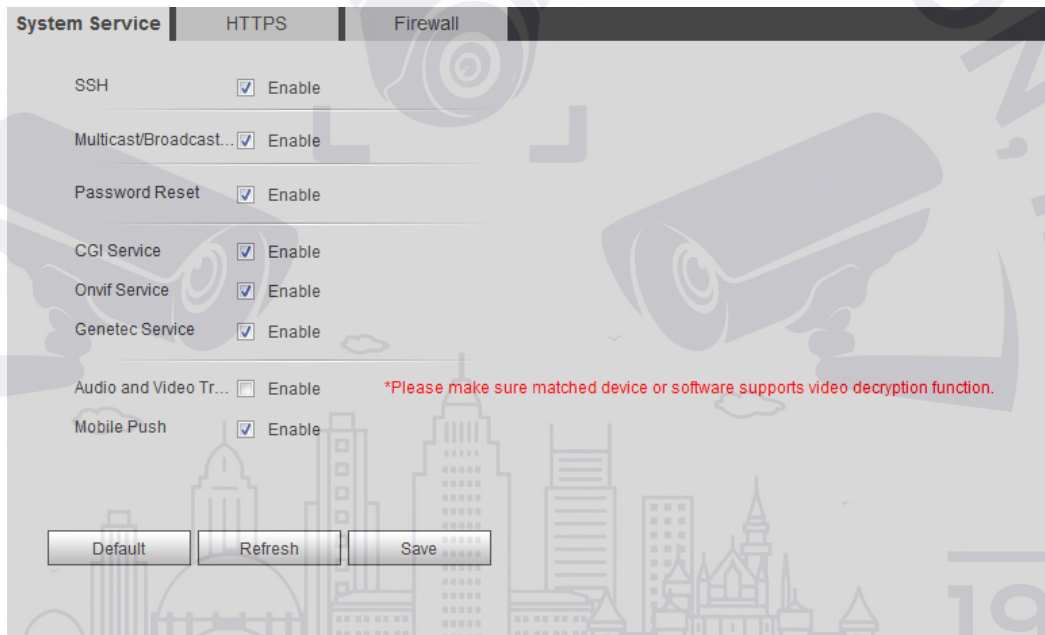 System Service HTTPS Firewall
SSH Enable
Multicast/Broadcast... Enable
Password Reset Enable
CGI Service Enable
Onvif Service Enable
Genetec Service Enable
Audio and Video Tr... Enable *Please make sure matched device or software supports video decryption function.
Mobile Push Enable
Default Refresh Save
19